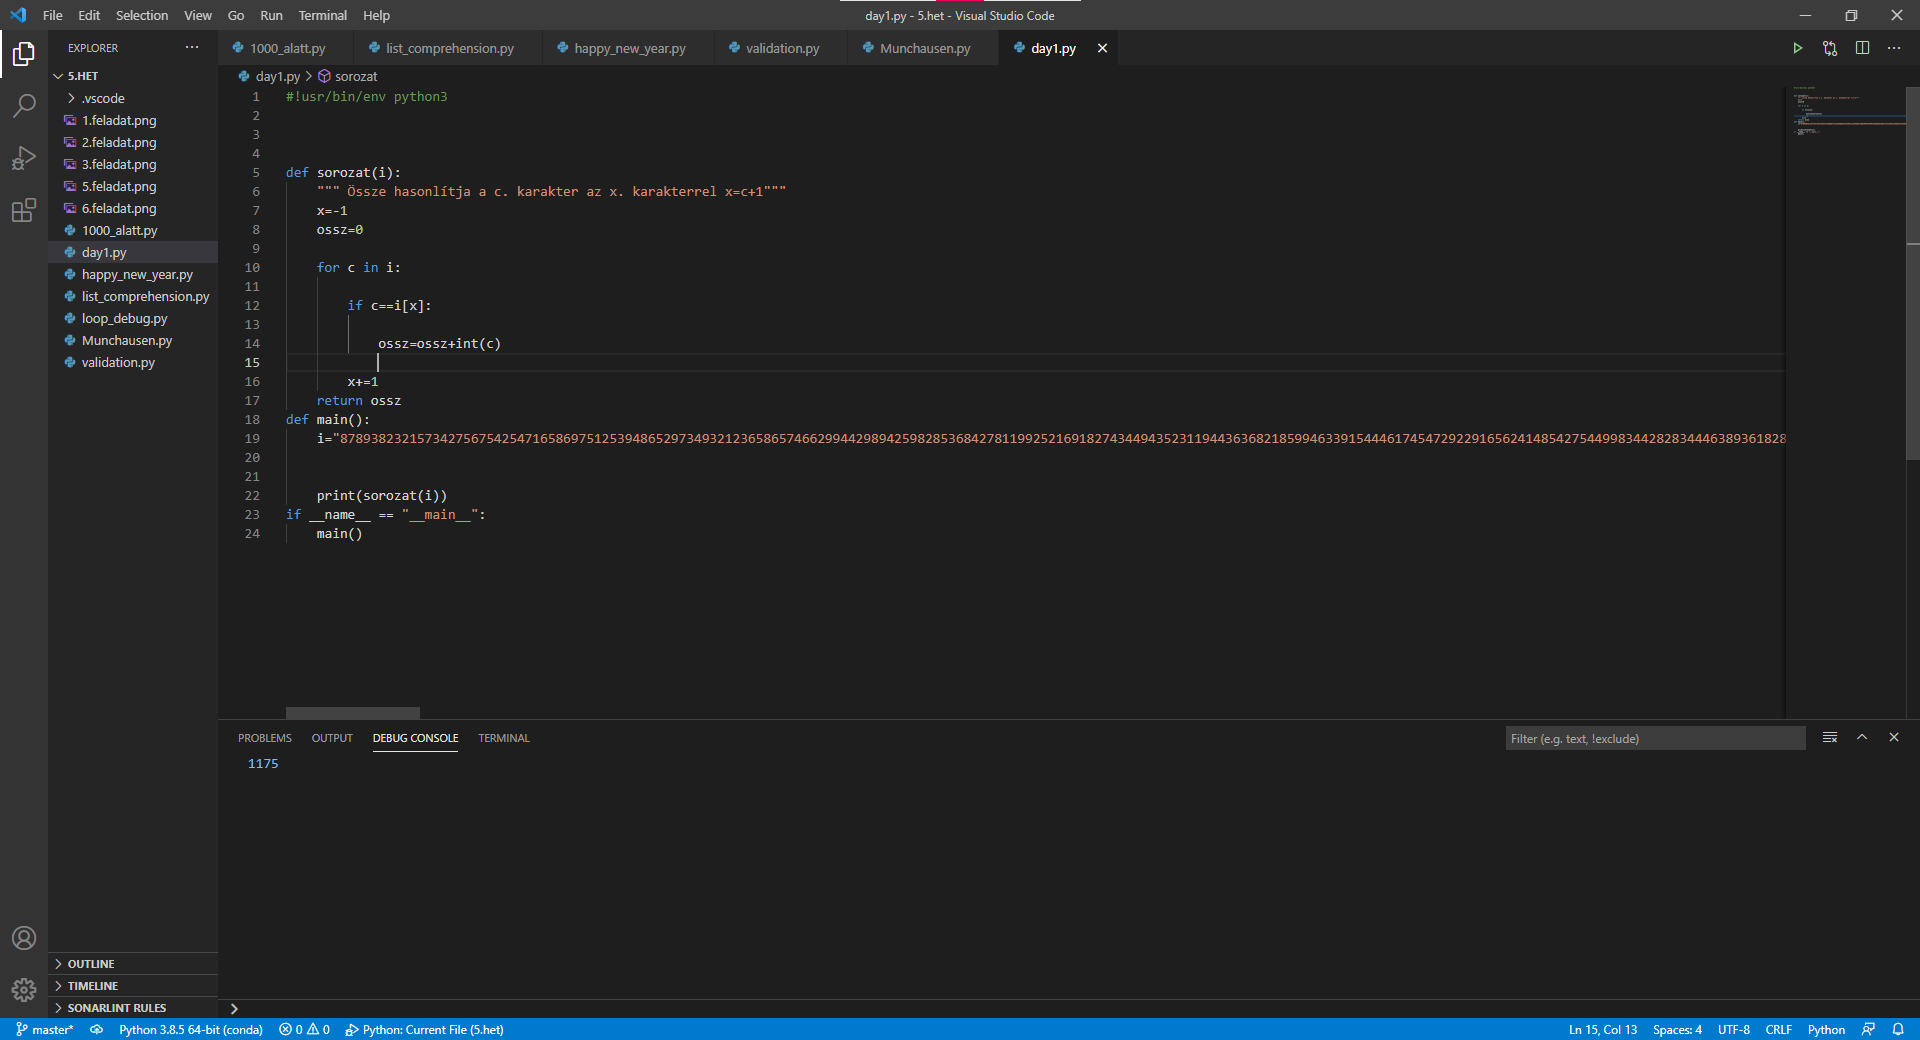 File Edit Selection View Go Run Terminal Help
day1.py - 5.het - Visual Studio Code
EXPLORER
1000_alatt.py list_comprehension.py happy_new_year.py validation.py Munchausen.py day1.py
5.HET
.vscode
1.feladat.png
2.feladat.png
3.feladat.png
5.feladat.png
6.feladat.png
1000_alatt.py
day1.py
happy_new_year.py
list_comprehension.py
loop_debug.py
Munchausen.py
validation.py
OUTLINE
TIMELINE
SONARLINT RULES
day1.py > sorozat
1 #!usr/bin/env python3
2
3
4
5 def sorozat(i):
6 """ Össze hasonlítja a c. karakter az x. karakterrel x=c+1"""
7 x=-1
8 ossz=0
9
10 for c in i:
11
12 if c==i[x]:
13
14 ossz=ossz+int(c)
15
16 x+=1
17 return ossz
18 def main():
19 i="87893823215734275675425471658697512539486529734932123658657466299442989425982853684278119925216918274344943523119443636821859946339154446174547292291656241485427544998344282834446389361828
20
21
22 print(sorozat(i))
23 if __name__ == "__main__":
24 main()
PROBLEMS OUTPUT DEBUG CONSOLE TERMINAL
Filter (e.g. text, !exclude)
1175
master* Python 3.8.5 64-bit (conda) 0 0 Python: Current File (5.het)
Ln 15, Col 13 Spaces: 4 UTF-8 CRLF Python